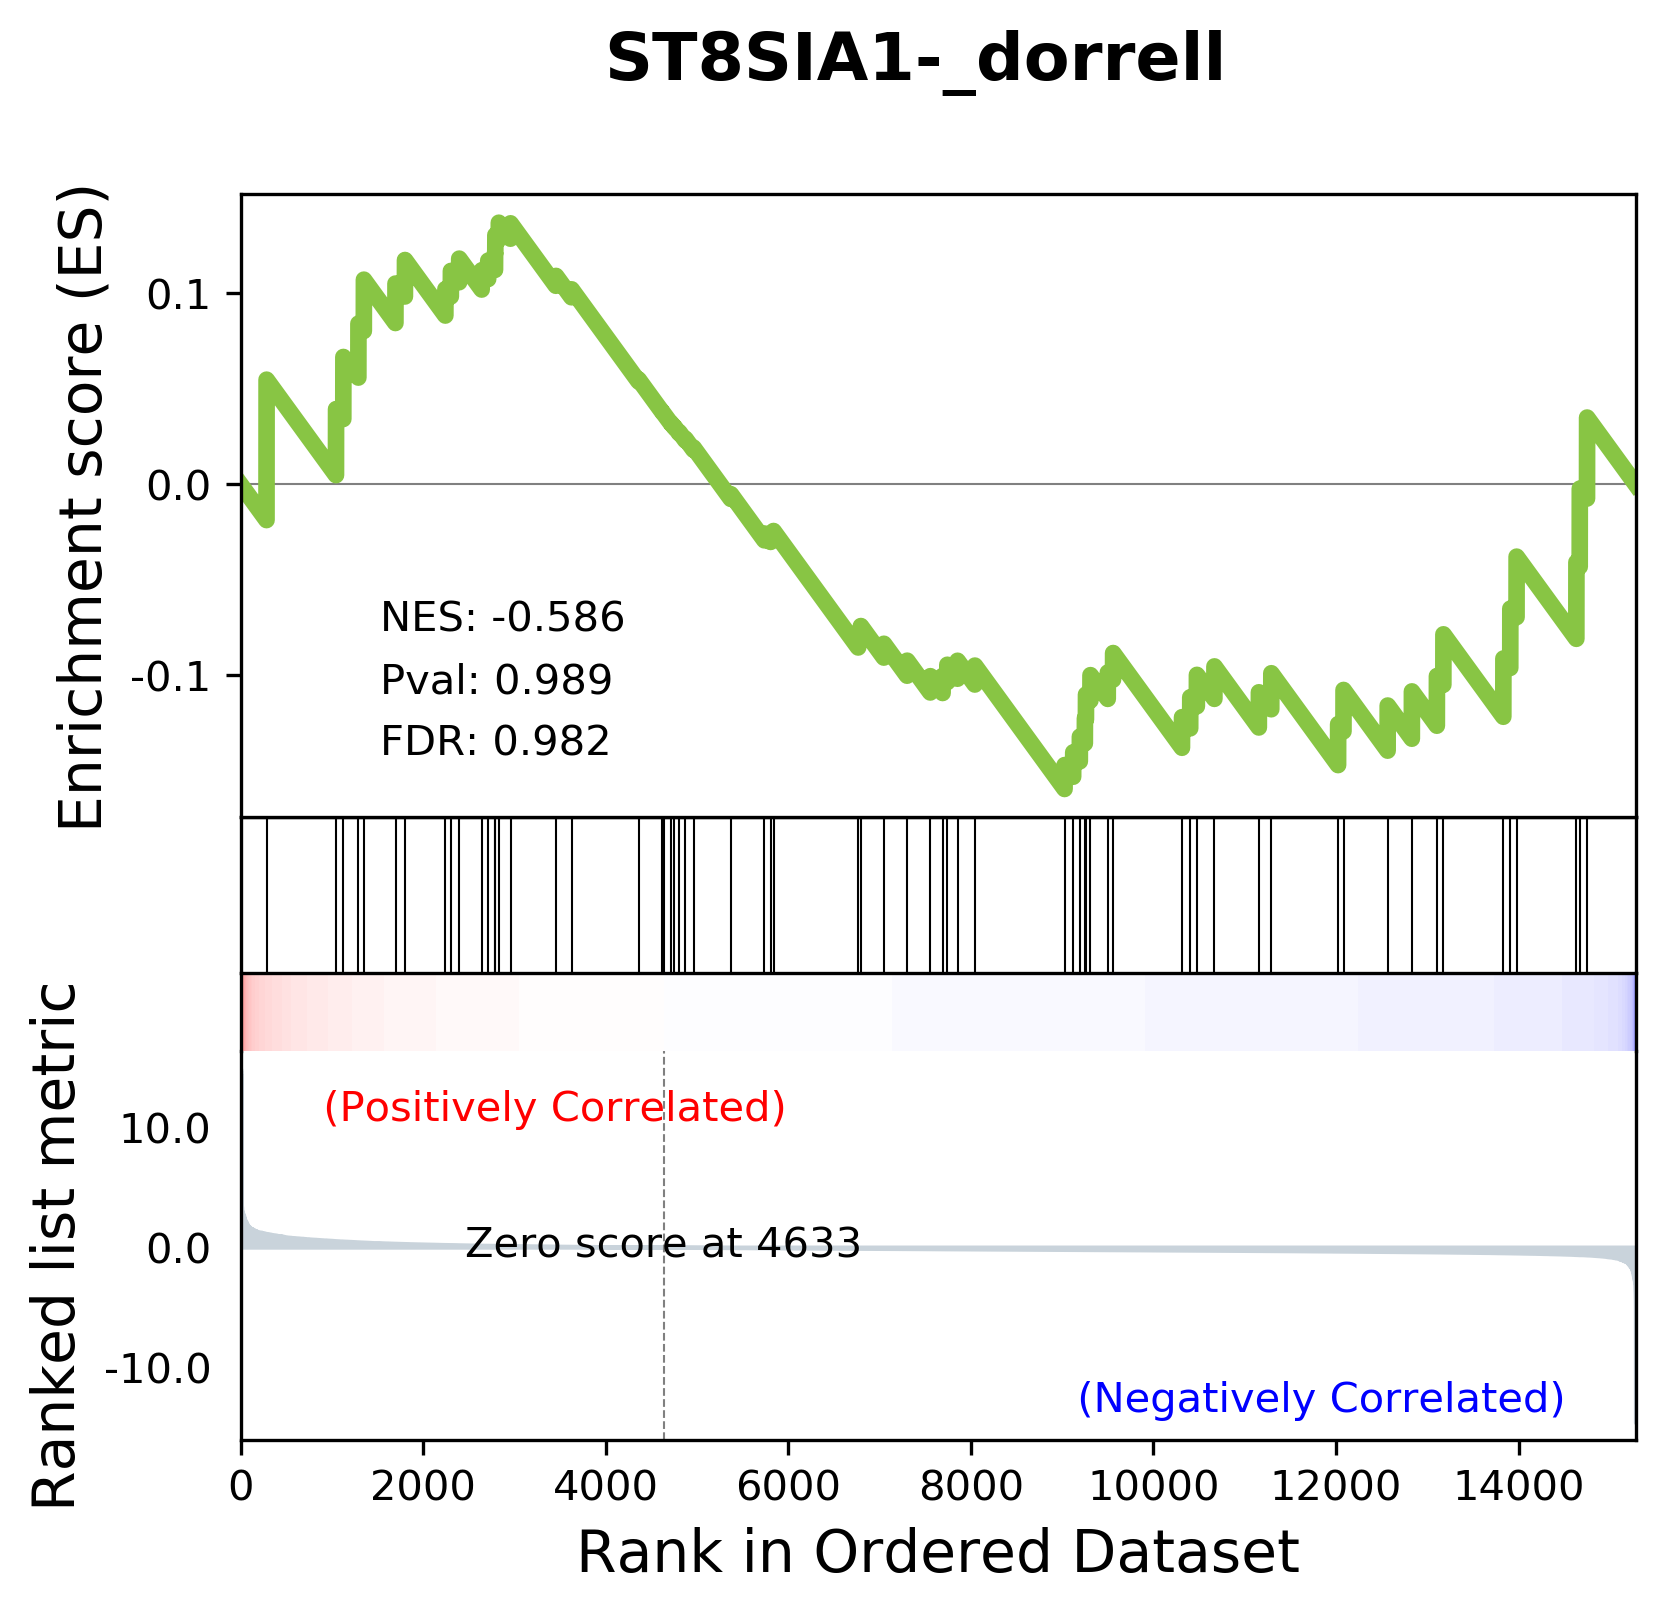 ST8SIA1-_dorrell
Enrichment score (ES)
0.1
0.0
-0.1
NES: -0.586
Pval: 0.989
FDR: 0.982
Ranked list metric
10.0
0.0
-10.0
(Positively Correlated)
Zero score at 4633
(Negatively Correlated)
0 2000 4000 6000 8000 10000 12000 14000
Rank in Ordered Dataset